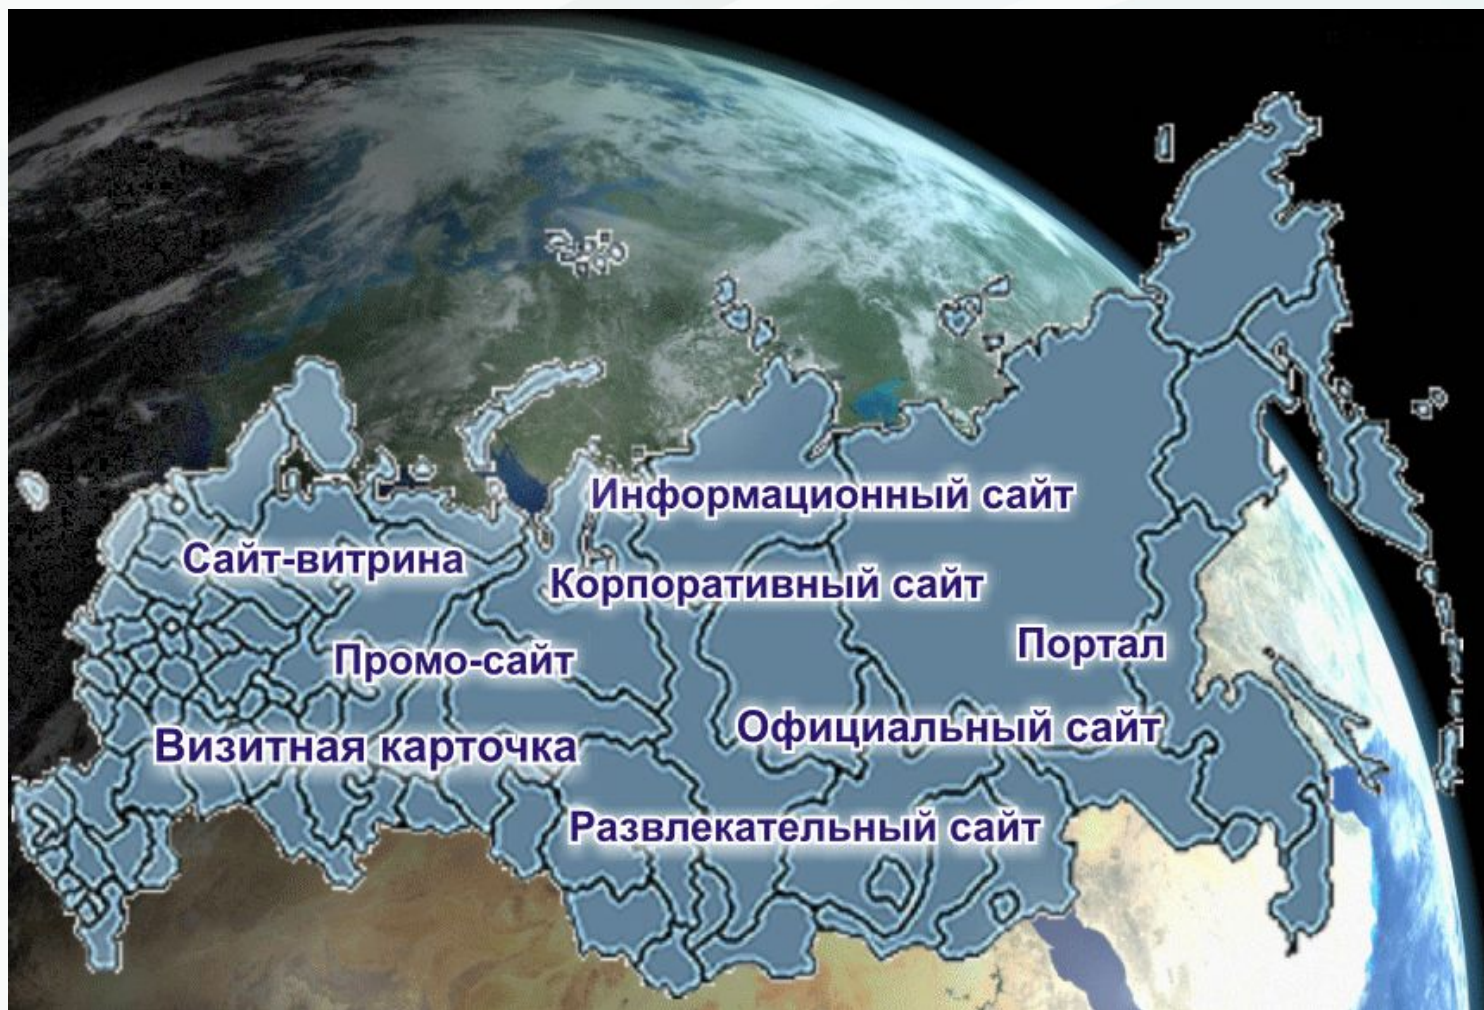 Информационный сайт
Сайт-витрина
Корпоративный сайт
Портал
Промо-сайт
Официальный сайт
Визитная карточка
Развлекательный сайт